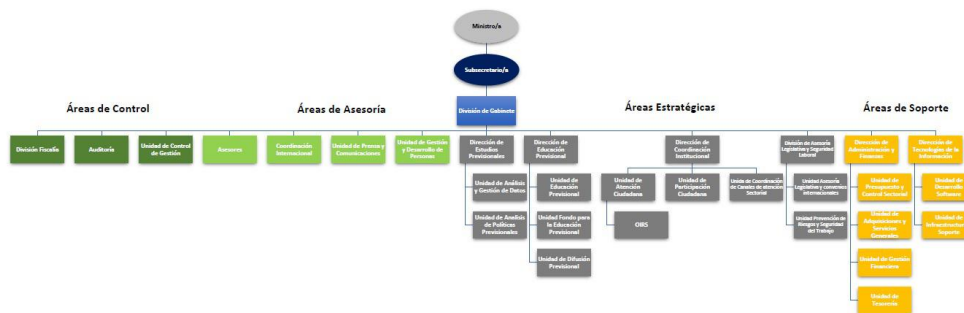 Ministro/a
Subsecretario/a
División de Gabinete
Áreas de Control
Áreas de Asesoría
Áreas Estratégicas
Áreas de Soporte
División Fiscalía
Auditoría
Unidad de Control
de Gestión
Asesores
Coordinación
Internacional
Unidad de Prensa y
Comunicaciones
Unidad de Gestión
y Desarrollo de
Personas
Dirección de
Estudios
Previsionales
Dirección de
Educación
Previsional
Dirección de
Coordinación
Institucional
División de Asesoría
Legislativa y Seguridad
Laboral
Dirección de
Administración y
Finanzas
Dirección de
Tecnologías de la
Información
Unidad de Análisis
y Gestión de Datos
Unidad de Analisis
de Políticas
Previsionales
Unidad de
Educación
Previsional
Unidad Fondo para
la Educación
Previsional
Unidad de Difusión
Previsional
Unidad de
Atención
Ciudadana
OIRS
Unidad de
Participación
Ciudadana
Unida de Coordinación
de Canales de atención
Sectorial
Unidad Asesoría
Legislativa y convenios
internacionales
Unidad Prevención de
Riesgos y Seguridad
del Trabajo
Unidad de
Presupuesto y
Control Sectorial
Unidad de
Adquisiciones y
Servicios
Generales
Unidad de Gestión
Financiera
Unidad de
Tesorería
Unidad de
Desarrollo
Software
Unidad de
Infraestructura
Soporte